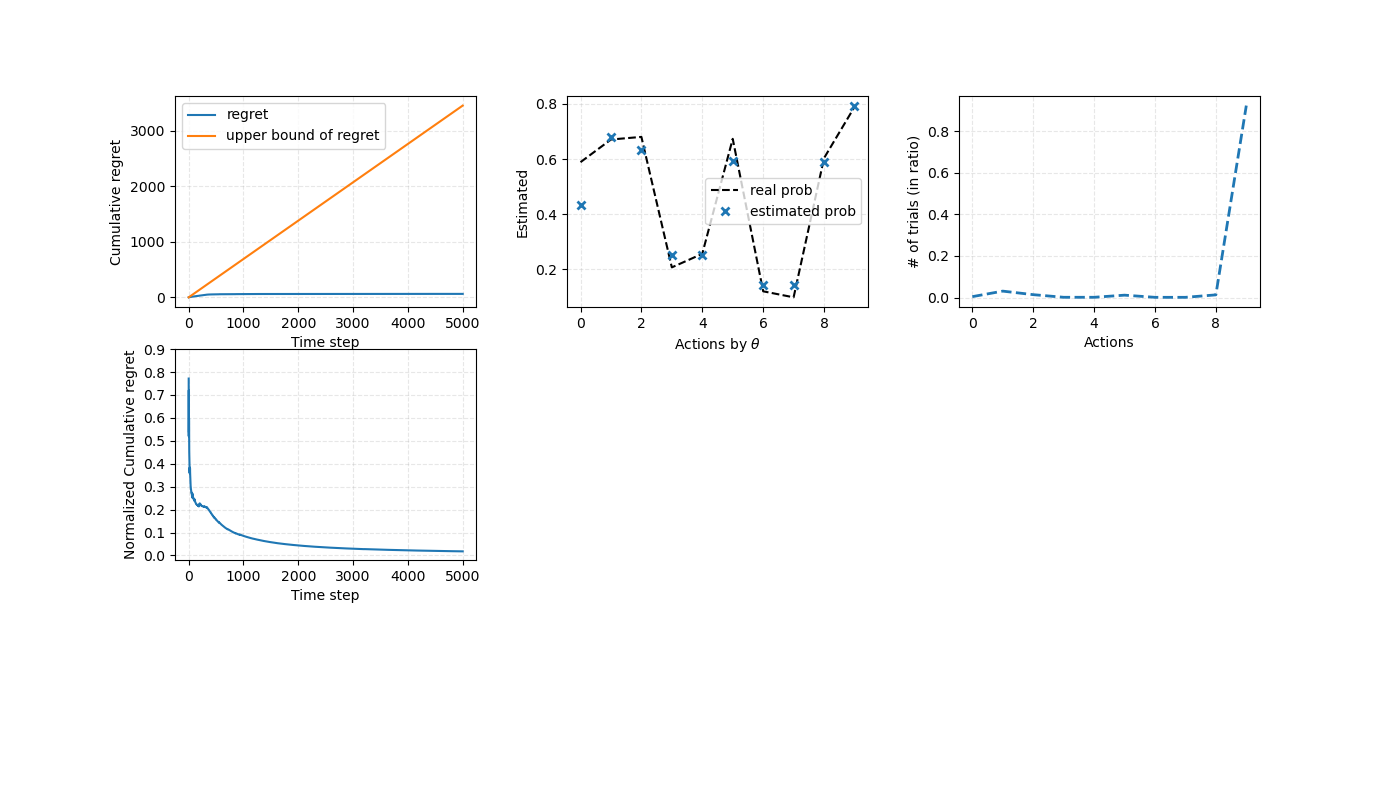 Cumulative regret
3000
2000
1000
0
regret
upper bound of regret
0 1000 2000 3000 4000 5000
Time step
Estimated
0.8
0.6
0.4
0.2
real prob
estimated prob
0 2 4 6 8
Actions by θ
# of trials (in ratio)
0.8
0.6
0.4
0.2
0.0
0 2 4 6 8
Actions
Normalized Cumulative regret
0.9
0.8
0.7
0.6
0.5
0.4
0.3
0.2
0.1
0.0
0 1000 2000 3000 4000 5000
Time step